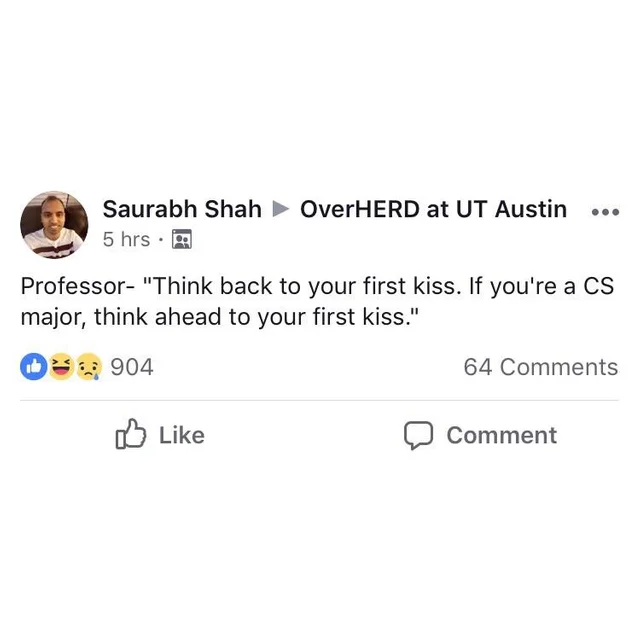 Saurabh Shah ▶ OverHERD at UT Austin
5 hrs ·
Professor- "Think back to your first kiss. If you're a CS
major, think ahead to your first kiss."
904 64 Comments
Like Comment